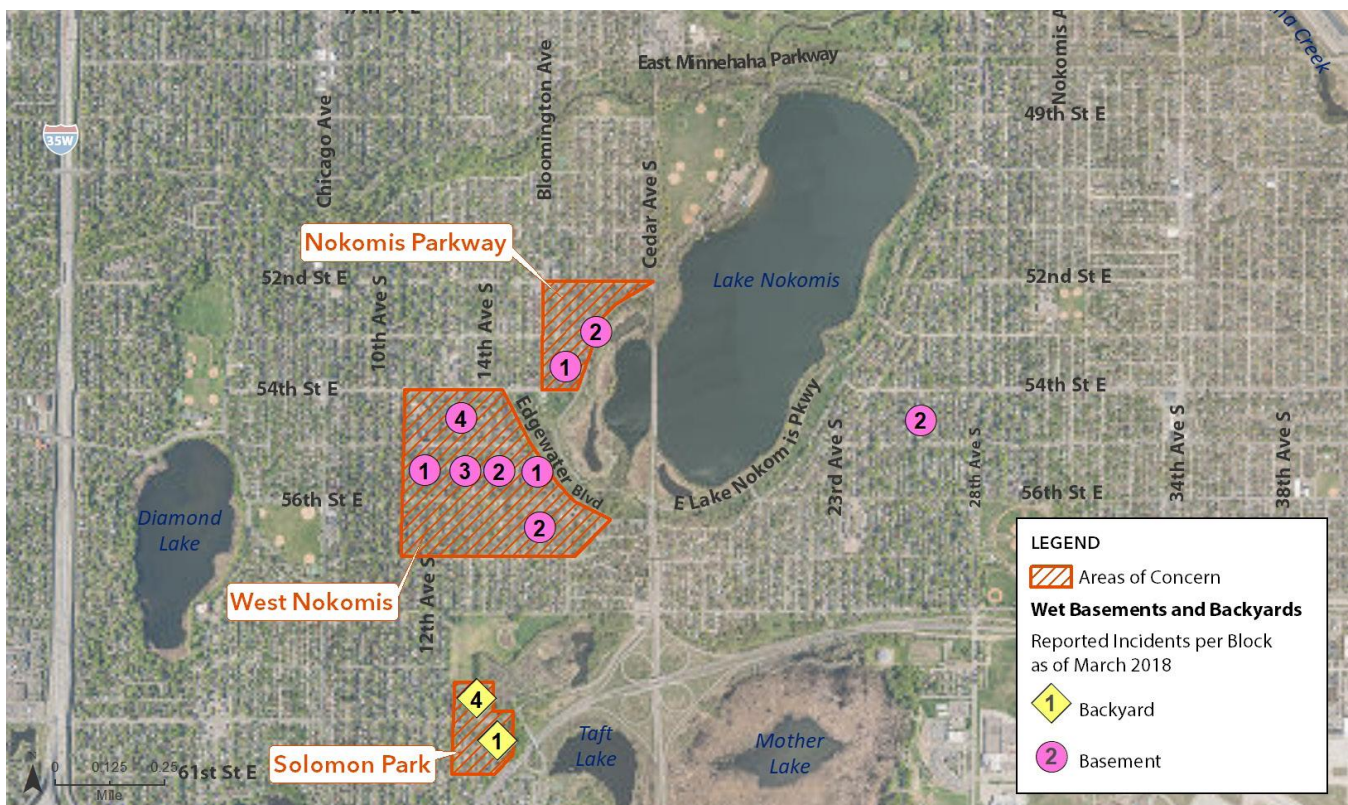 47th St E
East Minnehaha Parkway
Nokomis A
na Creek
49th St E
35W
Chicago Ave
Bloomington Ave
Cedar Ave S
Nokomis Parkway
52nd St E
10th Ave S
14th Ave S
Lake Nokomis
52nd St E
2
1
54th St E
54th St E
Edgewater Blvd
E Lake Nokomis Pkwy
23rd Ave S
28th Ave S
34th Ave S
38th Ave S
4
2
1
3
2
1
56th St E
56th St E
2
Diamond
Lake
West Nokomis
12th Ave S
4
1
Solomon Park
Taft
Lake
Mother
Lake
N
0
0.125
0.25
Mile
61st St E
LEGEND
Areas of Concern
Wet Basements and Backyards
Reported Incidents per Block
as of March 2018
1
Backyard
2
Basement